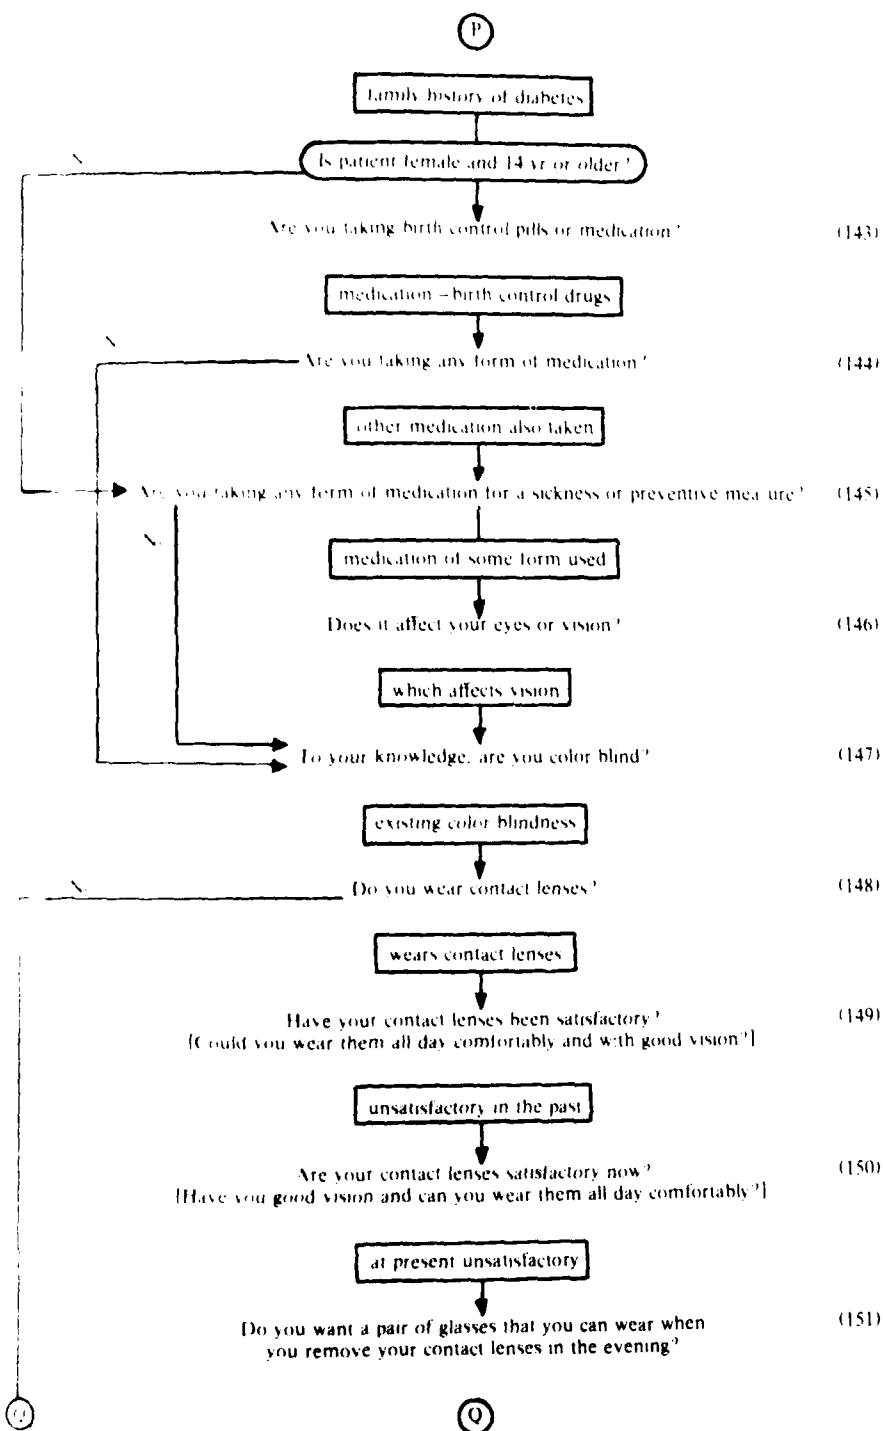 P
family history of diabetes
Is patient female and 14 yr or older?
Are you taking birth control pills or medication? (143)
medication - birth control drugs
Are you taking any form of medication? (144)
other medication also taken
Are you taking any form of medication for a sickness or preventive measure? (145)
medication of some form used
Does it affect your eyes or vision? (146)
which affects vision
To your knowledge, are you color blind? (147)
existing color blindness
Do you wear contact lenses? (148)
wears contact lenses
Have your contact lenses been satisfactory? (149)
[Could you wear them all day comfortably and with good vision?]
unsatisfactory in the past
Are your contact lenses satisfactory now? (150)
[Have you good vision and can you wear them all day comfortably?]
at present unsatisfactory
Do you want a pair of glasses that you can wear when (151)
you remove your contact lenses in the evening?
Q Q